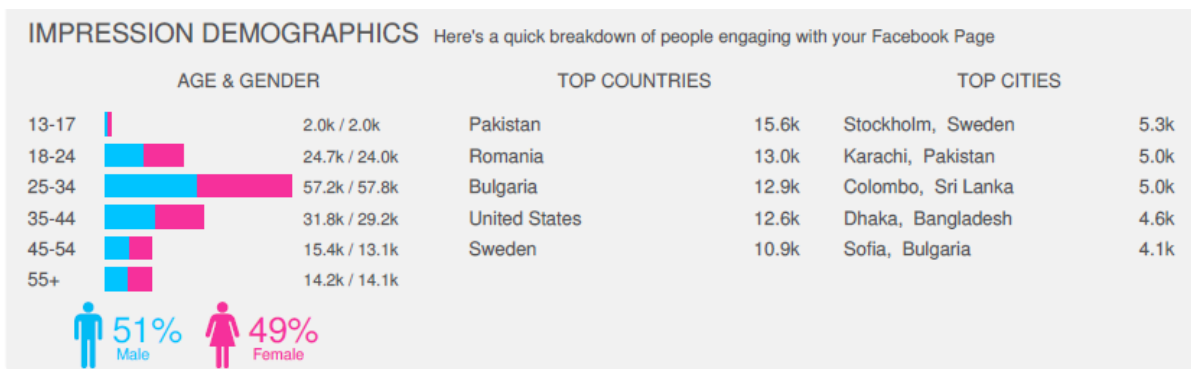 IMPRESSION DEMOGRAPHICS Here's a quick breakdown of people engaging with your Facebook Page
AGE & GENDER
13-17 2.0k / 2.0k
18-24 24.7k / 24.0k
25-34 57.2k / 57.8k
35-44 31.8k / 29.2k
45-54 15.4k / 13.1k
55+ 14.2k / 14.1k
51% 49%
Male Female
TOP COUNTRIES
Pakistan 15.6k
Romania 13.0k
Bulgaria 12.9k
United States 12.6k
Sweden 10.9k
TOP CITIES
Stockholm, Sweden 5.3k
Karachi, Pakistan 5.0k
Colombo, Sri Lanka 5.0k
Dhaka, Bangladesh 4.6k
Sofia, Bulgaria 4.1k